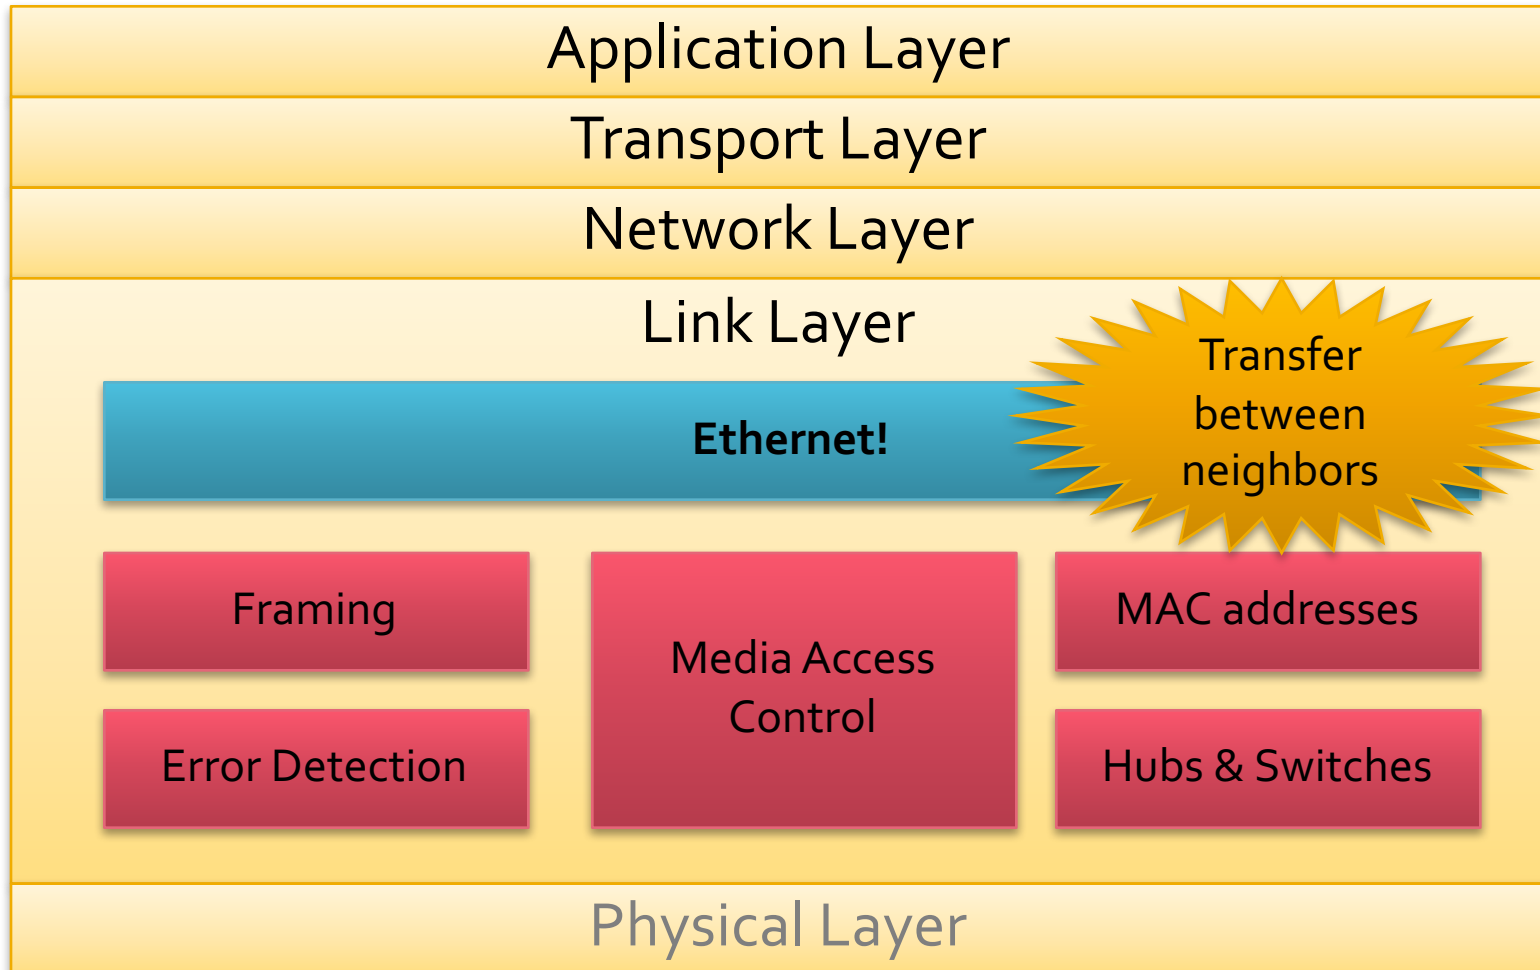 Application Layer
Transport Layer
Network Layer
Link Layer
Transfer
between
neighbors
Ethernet!
Framing
Media Access
Control
MAC addresses
Error Detection
Hubs & Switches
Physical Layer